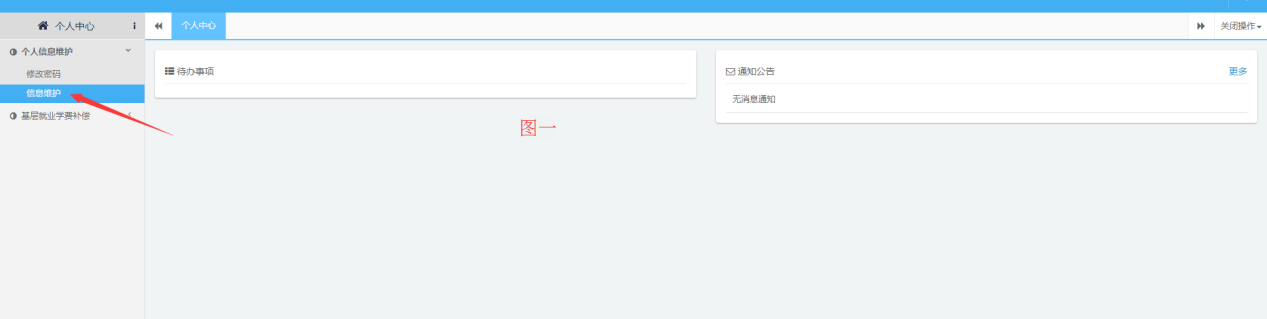 个人中心
个人中心
关闭操作
个人信息维护
修改密码
信息维护
基层就业学费补偿
待办事项
通知公告
更多
无消息通知
图一